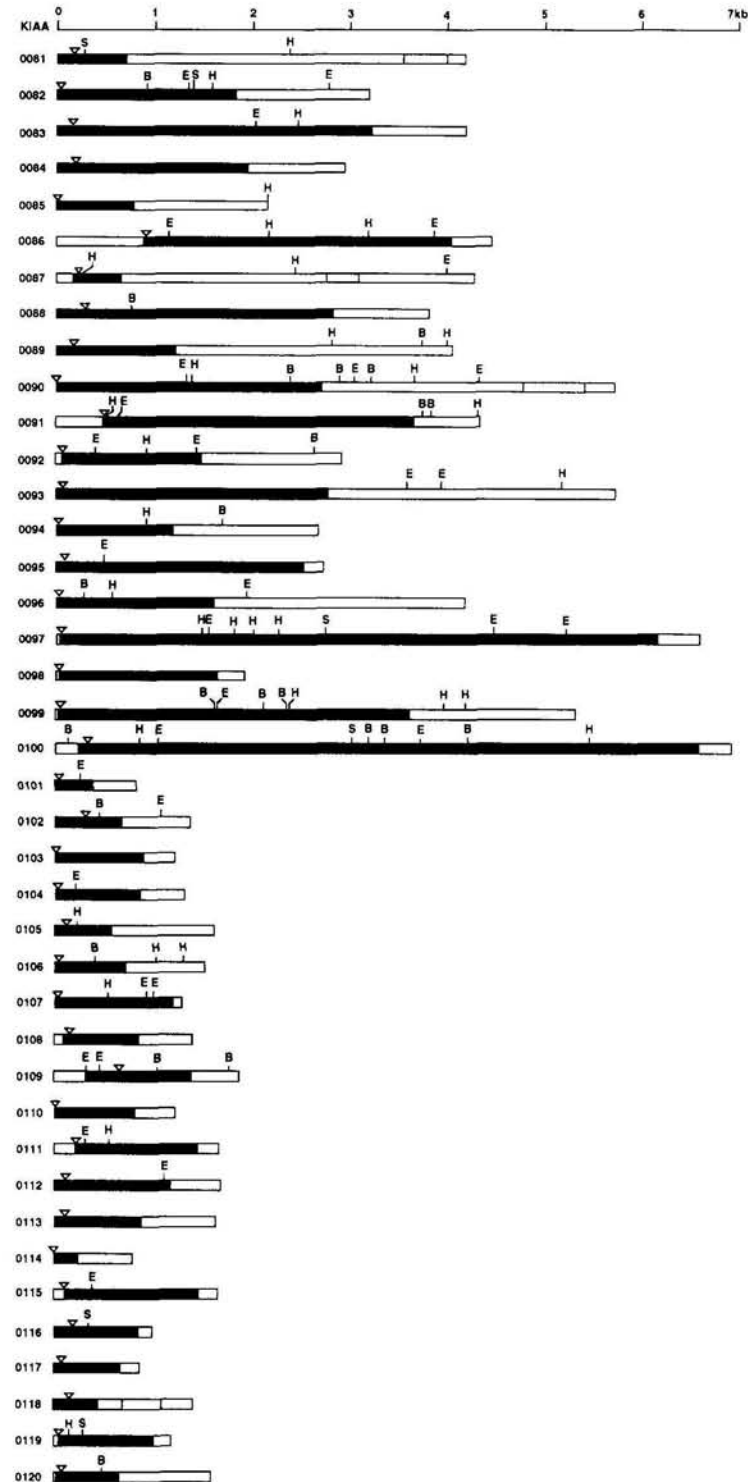 0 1 2 3 4 5 6 7kb
KIAA
S H
0081
B E S H E
0082
E H
0083
0084
H
0085
E H H E
0086
H H E
0087
B
0088
H B H
0089
E H B B E B H E
0090
H E B B H
0091
E H E B
0092
E E H
0093
H B
0094
E
0095
B H E
0096
H E H H H S E E
0097
0098
B E B B H H H
0099
B H E S B B E B H
0100
E
0101
B E
0102
0103
E
0104
H
0105
B H H
0106
H E E
0107
0108
E E B B
0109
0110
E H
0111
E
0112
0113
0114
E
0115
S
0116
0117
0118
H S
0119
B
0120